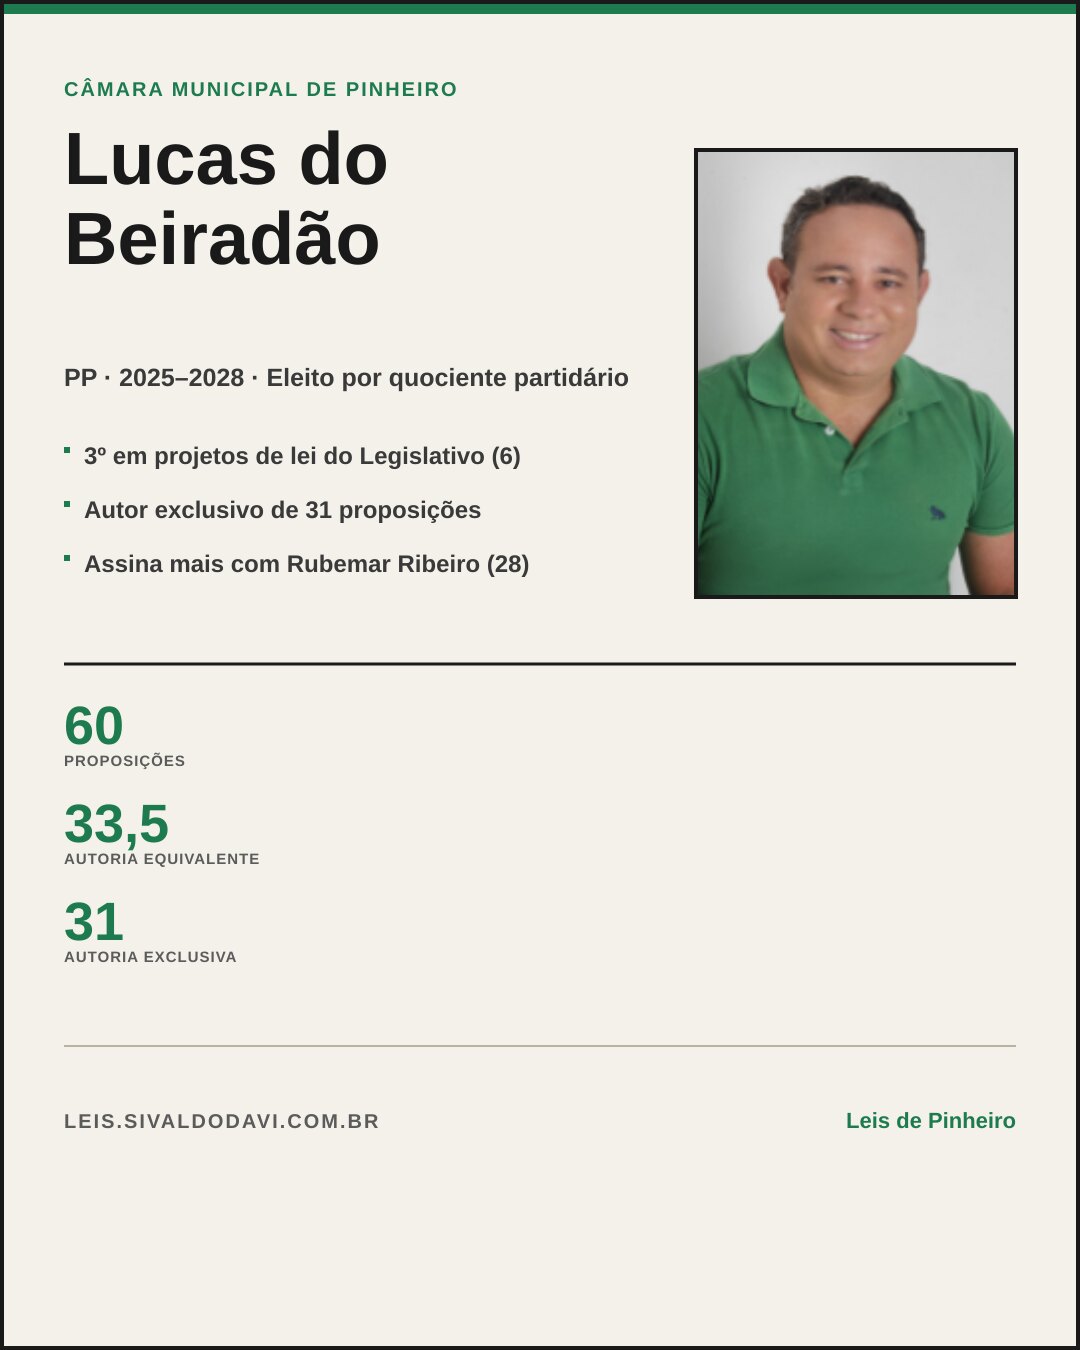 CÂMARA MUNICIPAL DE PINHEIRO
Lucas do
Beiradão
PP · 2025–2028 · Eleito por quociente partidário
3º em projetos de lei do Legislativo (6)
Autor exclusivo de 31 proposições
Assina mais com Rubemar Ribeiro (28)
60
PROPOSIÇÕES
33,5
AUTORIA EQUIVALENTE
31
AUTORIA EXCLUSIVA
LEIS.SIVALDODAVI.COM.BR
Leis de Pinheiro